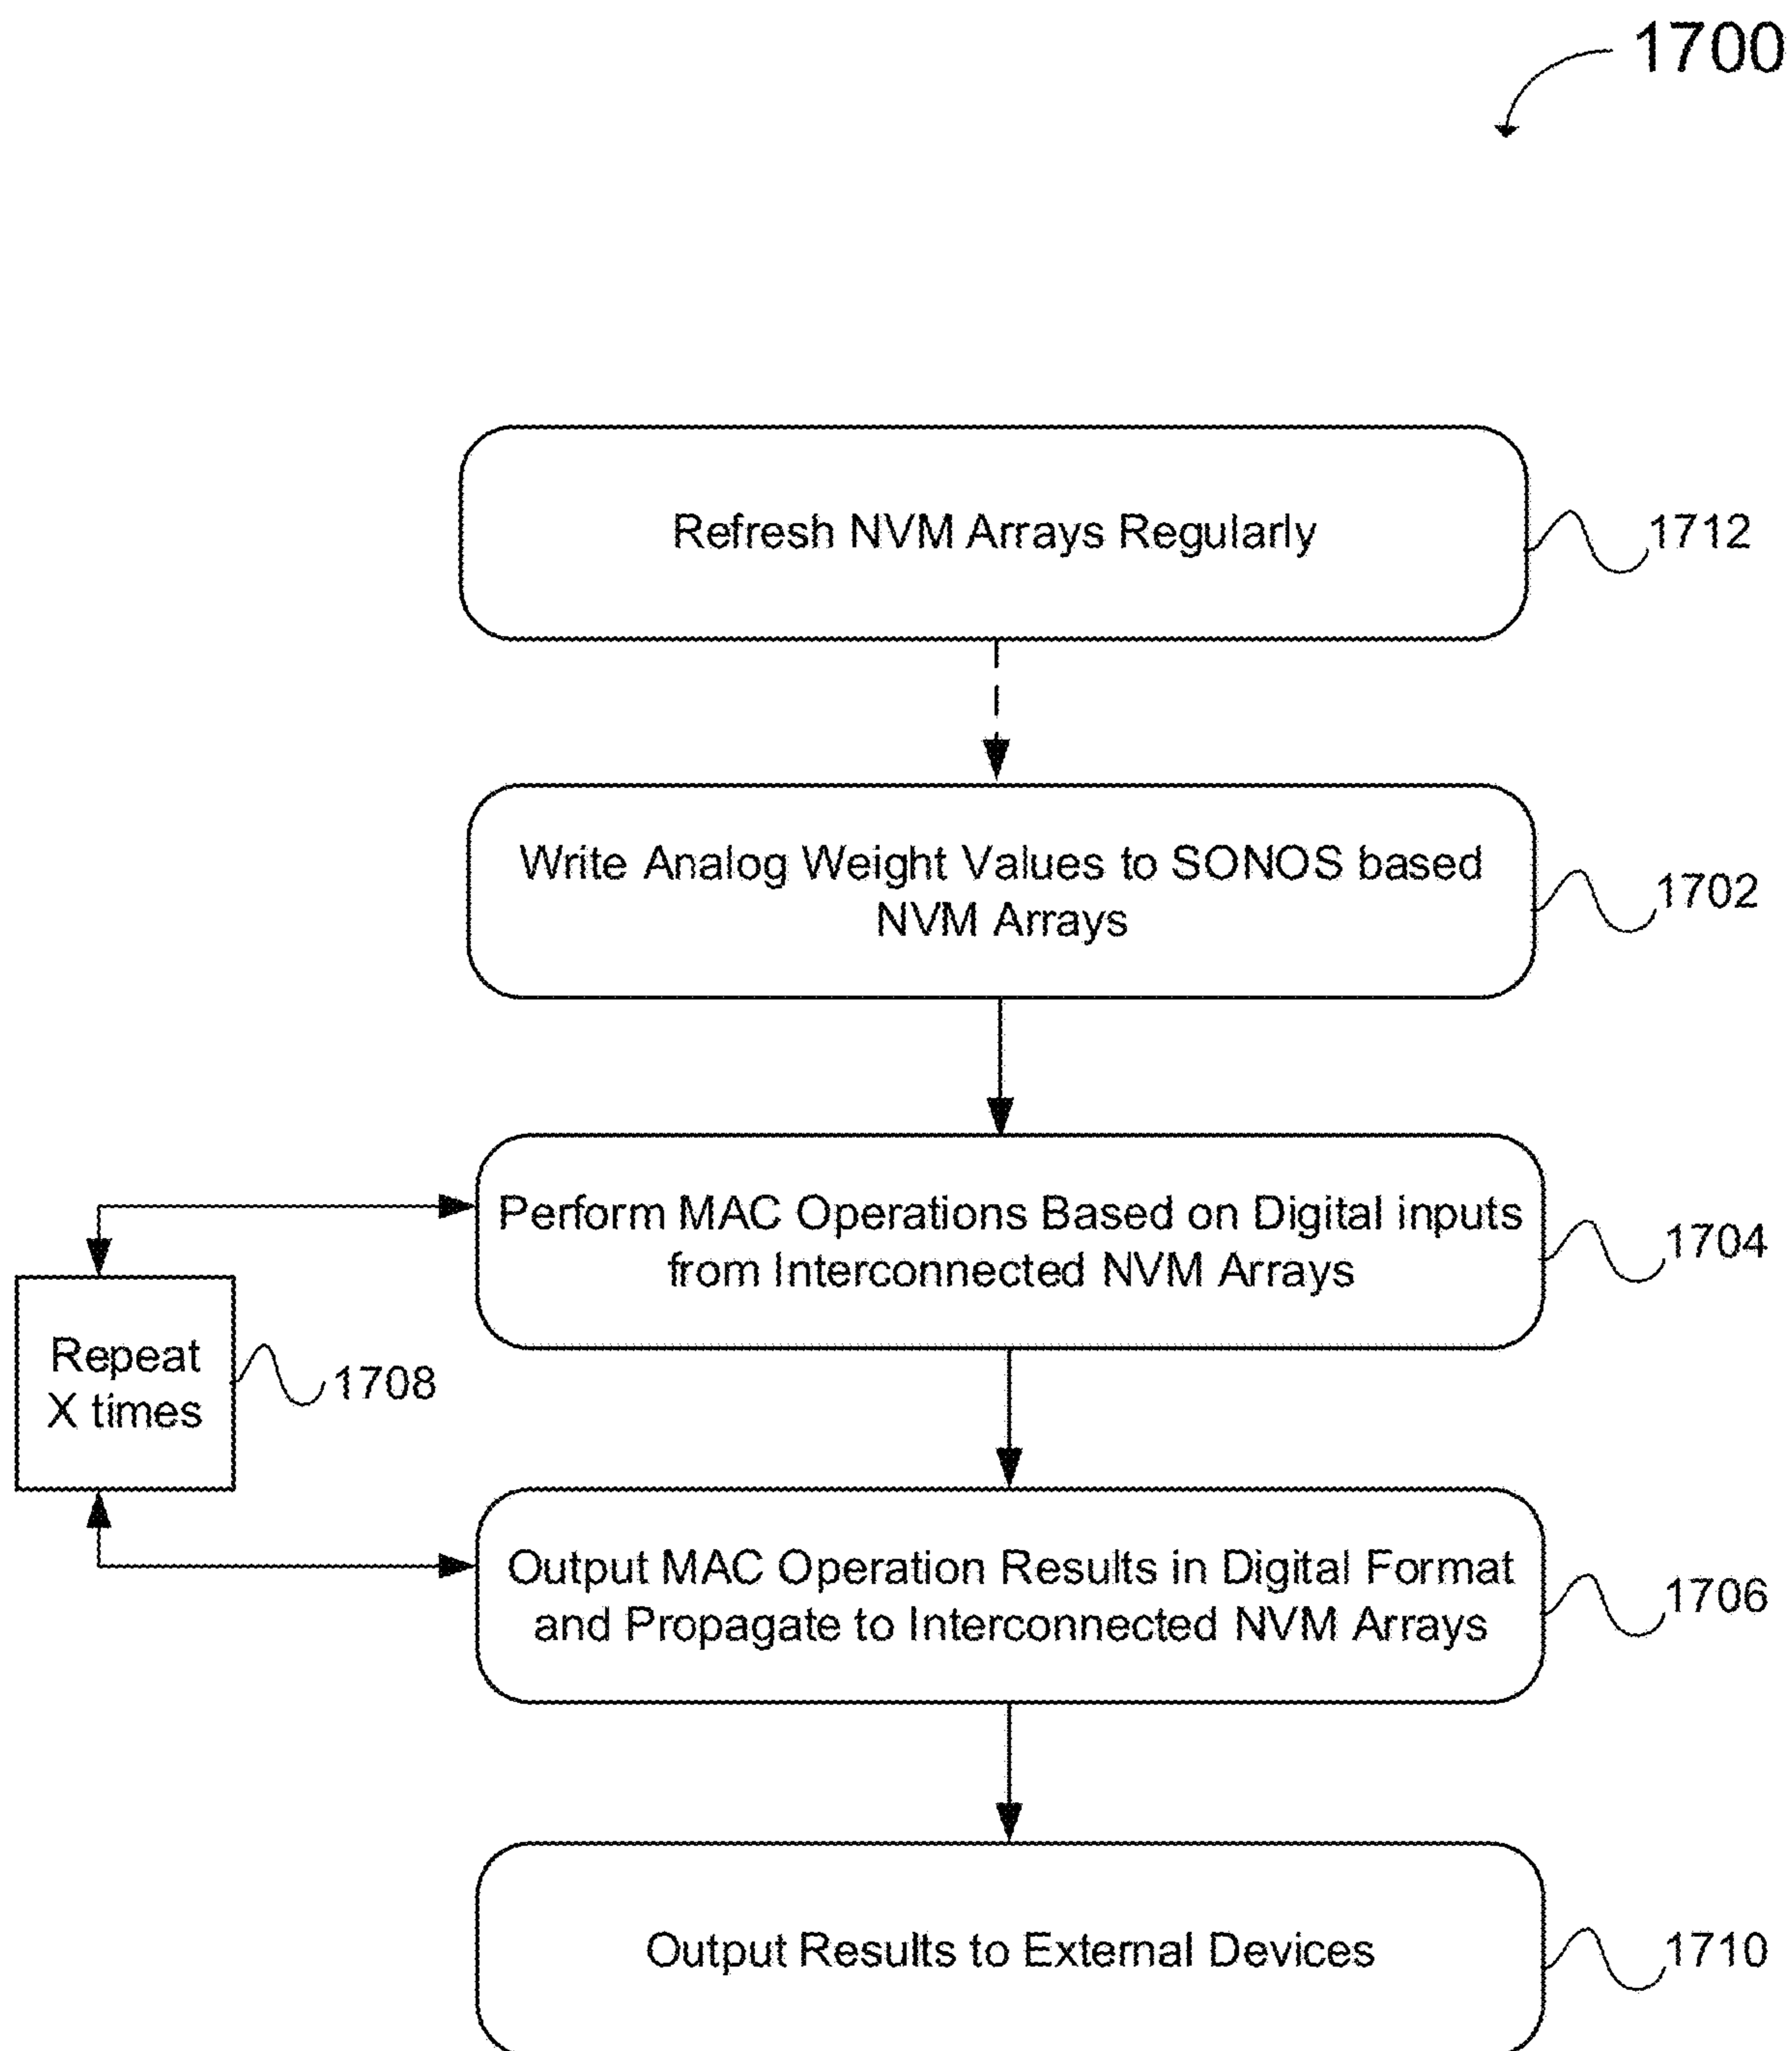 1700
Refresh NVM Arrays Regularly
1712
Write Analog Weight Values to SONOS based
NVM Arrays
1702
Perform MAC Operations Based on Digital inputs
from Interconnected NVM Arrays
1704
Repeat
X times
1708
Output MAC Operation Results in Digital Format
and Propagate to Interconnected NVM Arrays
1706
Output Results to External Devices
1710